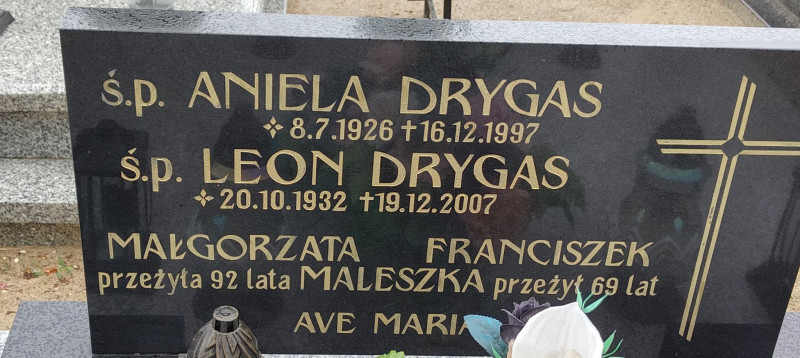 ś.p. ANIELA DRYGAS
✧ 8.7.1926 ✝ 16.12.1997
ś.p. LEON DRYGAS
✧ 20.10.1932 ✝ 19.12.2007
MAŁGORZATA FRANCISZEK
przeżyła 92 lata MALESZKA przeżył 69 lat
AVE MARIA